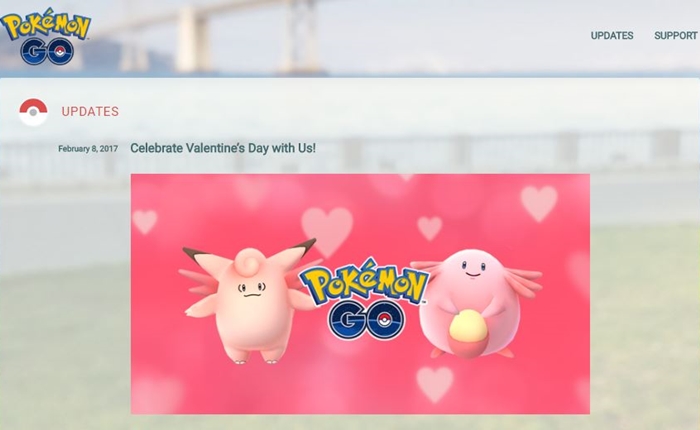 POKÉMON
GO
UPDATES SUPPORT
UPDATES
February 8, 2017 Celebrate Valentine's Day with Us!
POKÉMON
GO